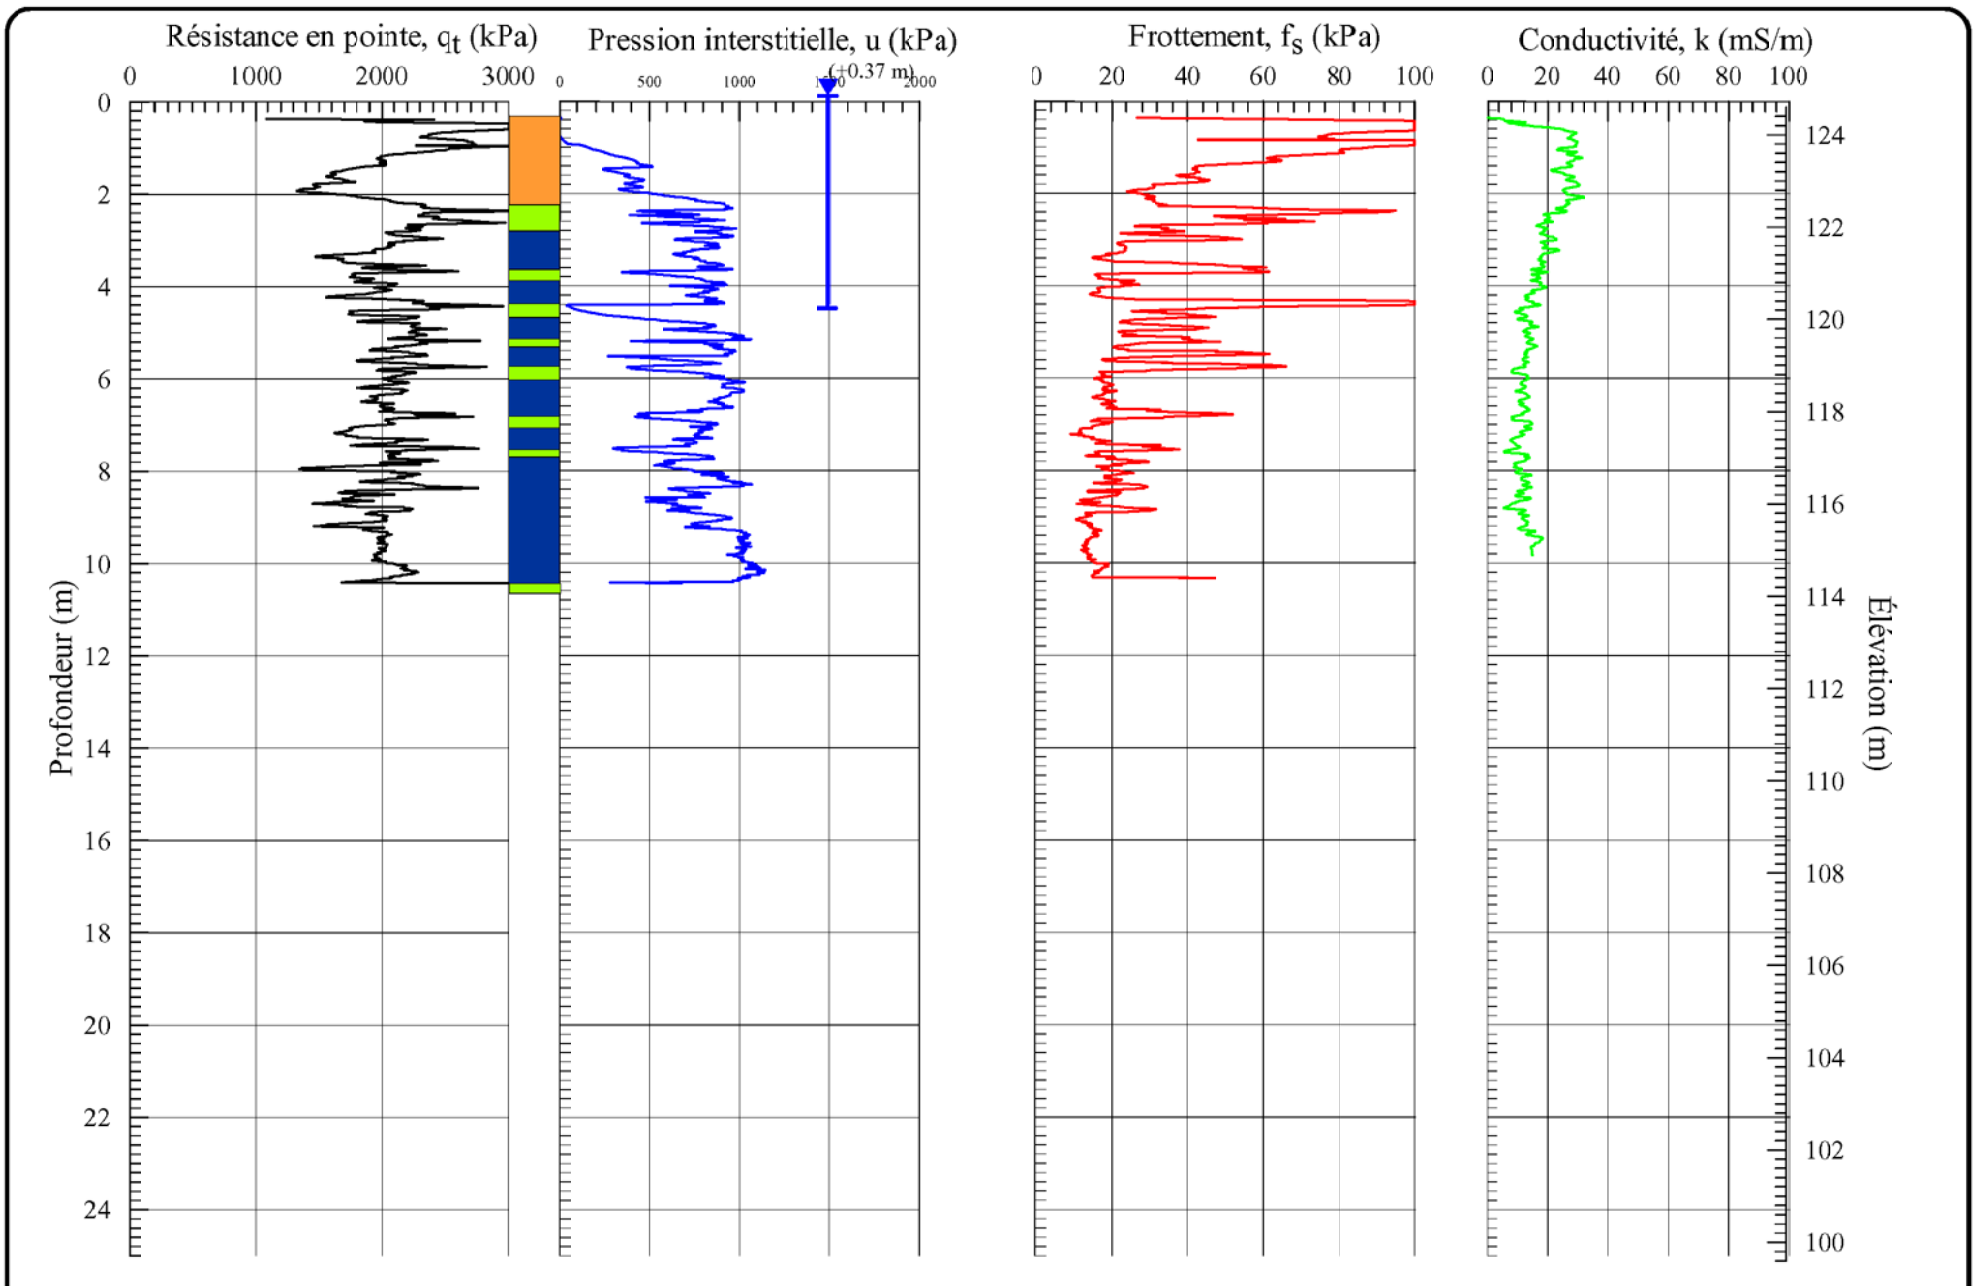 Résistance en pointe, qt (kPa)
Pression interstitielle, u (kPa)
Frottement, fs (kPa)
Conductivité, k (mS/m)
(+0.37 m)
0 1000 2000 3000
0 500 1000 2000
0 20 40 60 80 100
0 20 40 60 80 100
0
2
4
6
8
10
12
14
16
18
20
22
24
Profondeur (m)
124
122
120
118
116
114
112
110
108
106
104
102
100
Élévation (m)